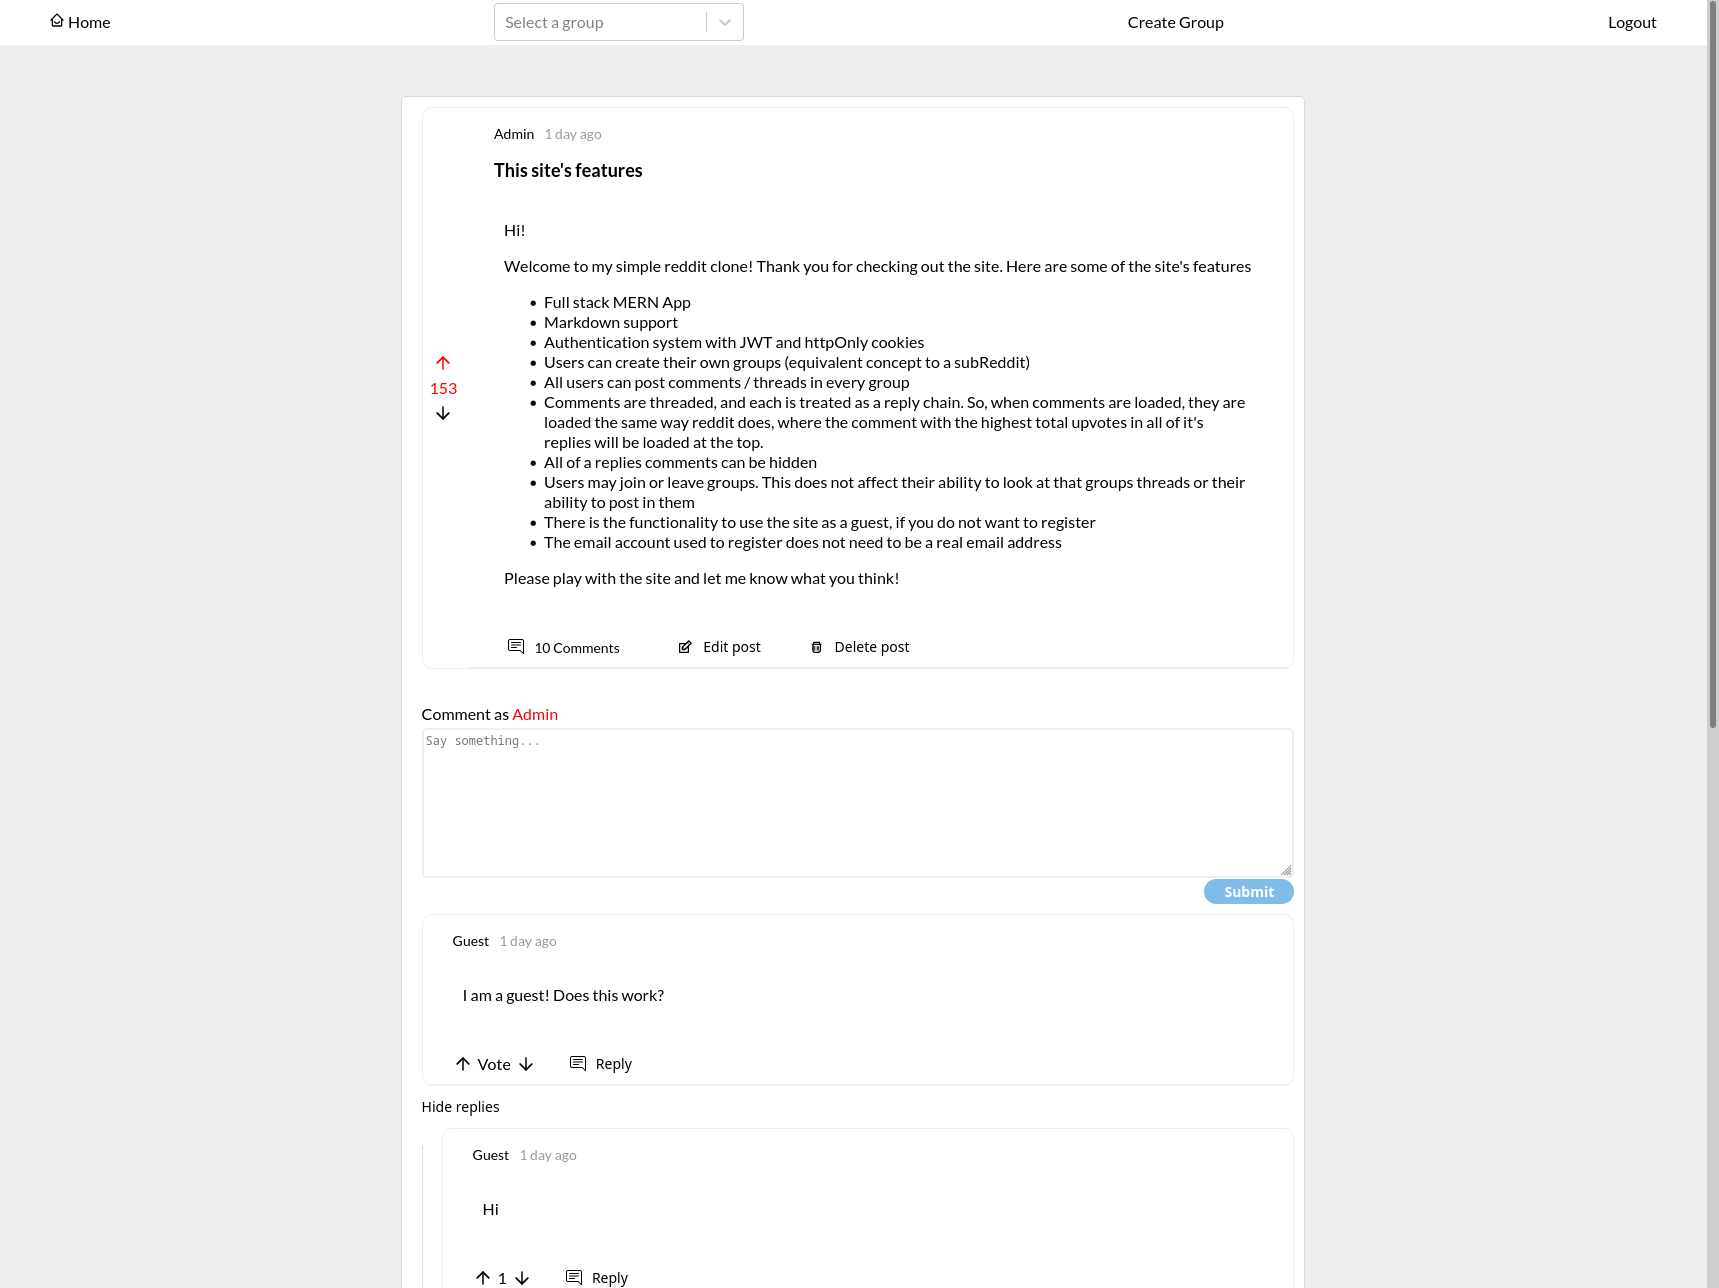 Home
Select a group
Create Group
Logout
Admin 1 day ago
This site's features
Hi!
Welcome to my simple reddit clone! Thank you for checking out the site. Here are some of the site's features
• Full stack MERN App
• Markdown support
• Authentication system with JWT and httpOnly cookies
• Users can create their own groups (equivalent concept to a subReddit)
• All users can post comments / threads in every group
• Comments are threaded, and each is treated as a reply chain. So, when comments are loaded, they are
loaded the same way reddit does, where the comment with the highest total upvotes in all of it's
replies will be loaded at the top.
• All of a replies comments can be hidden
• Users may join or leave groups. This does not affect their ability to look at that groups threads or their
ability to post in them
• There is the functionality to use the site as a guest, if you do not want to register
• The email account used to register does not need to be a real email address
Please play with the site and let me know what you think!
153
10 Comments
Edit post
Delete post
Comment as Admin
Say something...
Submit
Guest 1 day ago
I am a guest! Does this work?
Vote
Reply
Hide replies
Guest 1 day ago
Hi
1
Reply